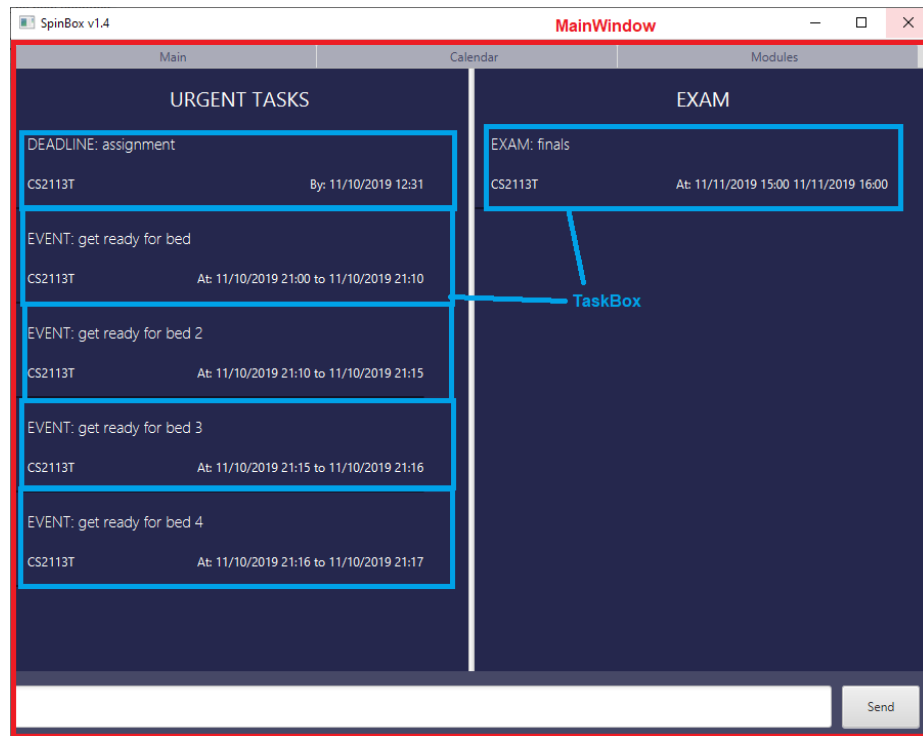 SpinBox v1.4
MainWindow
Main
Calendar
Modules
URGENT TASKS
DEADLINE: assignment
CS2113T By: 11/10/2019 12:31
EVENT: get ready for bed
CS2113T At: 11/10/2019 21:00 to 11/10/2019 21:10
EVENT: get ready for bed 2
CS2113T At: 11/10/2019 21:10 to 11/10/2019 21:15
EVENT: get ready for bed 3
CS2113T At: 11/10/2019 21:15 to 11/10/2019 21:16
EVENT: get ready for bed 4
CS2113T At: 11/10/2019 21:16 to 11/10/2019 21:17
EXAM
EXAM: finals
CS2113T At: 11/11/2019 15:00 11/11/2019 16:00
TaskBox
Send